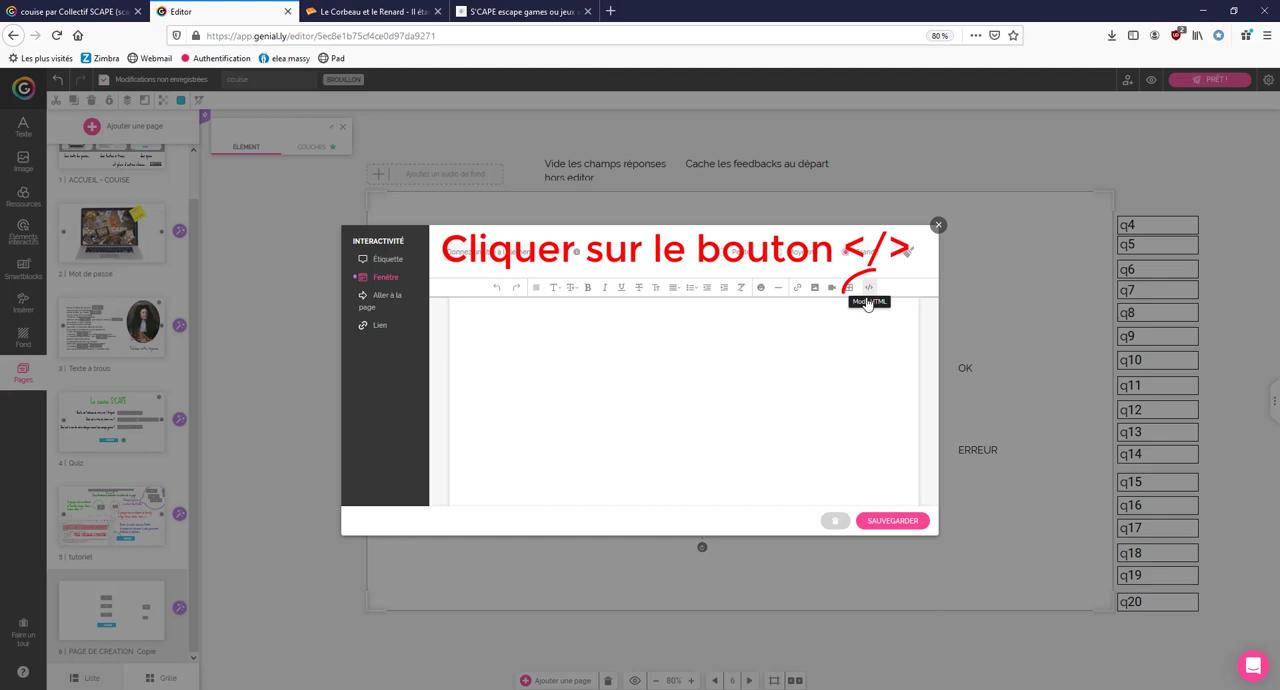 couise par Collectif SCAPE (scap
Editor
Le Corbeau et le Renard - Il éta
S'CAPE escape games ou jeux s
https://app.genial.ly/editor/5ec8e1b75cf4ce0d97da9271
80 %
Les plus visités
Zimbra
Webmail
Authentification
elea massy
Pad
Modifications non enregistrées
couise
BROUILLON
PRÊT !
Texte
Image
Ressources
Éléments interactifs
Smartblocks
Insérer
Fond
Pages
Faire un tour
Ajouter une page
1 | ACCUEIL - COUISE
2 | Mot de passe
3 | Texte à trous
Le casino SCAPE
4 | Quiz
5 | tutoriel
6 | PAGE DE CREATION Copie
Liste
Grille
ÉLÉMENT
COUCHES
Ajoutez un audio de fond
Vide les champs réponses
hors editor
Cache les feedbacks au départ
INTERACTIVITÉ
Étiquette
Fenêtre
Aller à la page
Lien
Cliquer sur le bouton </>
SAUVEGARDER
OK
ERREUR
q4
q5
q6
q7
q8
q9
q10
q11
q12
q13
q14
q15
q16
q17
q18
q19
q20
Ajouter une page
80%
6